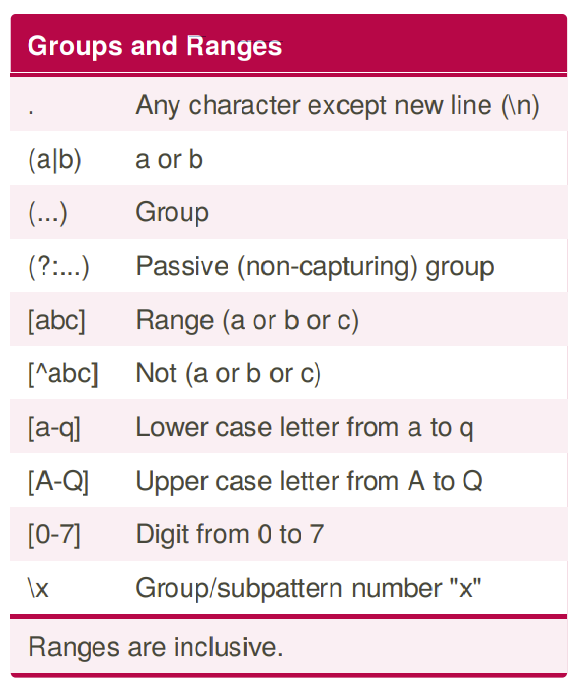 Groups and Ranges
. Any character except new line (\n)
(a|b) a or b
(...) Group
(?:...) Passive (non-capturing) group
[abc] Range (a or b or c)
[^abc] Not (a or b or c)
[a-q] Lower case letter from a to q
[A-Q] Upper case letter from A to Q
[0-7] Digit from 0 to 7
\x Group/subpattern number "x"
Ranges are inclusive.